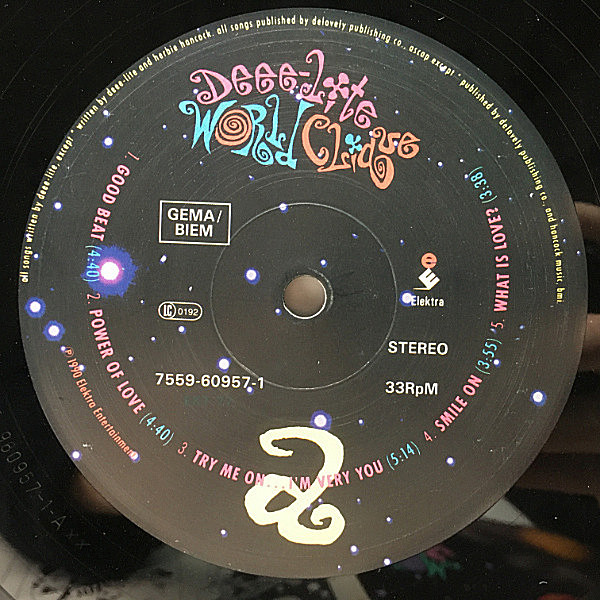 all songs written by deee-lite, except * written by deee-lite and herbie hancock. all songs published by delovely publishing co., ascap except * published by delovely publishing co., and hancock music, bmi.
Deee-Lite
WORLD CLIQUE
GEMA/
BIEM
LC 0192
7559-60957-1
Elektra
STEREO
33RpM
1. GOOD BEAT (4:40)
2. POWER OF LOVE (4:40)
3. TRY ME ON...I'M VERY YOU (5:14)
4. SMILE ON (3:55)
5. WHAT IS LOVE? (3:38)
℗ 1990 Elektra Entertainment
a
960957-1-A XX